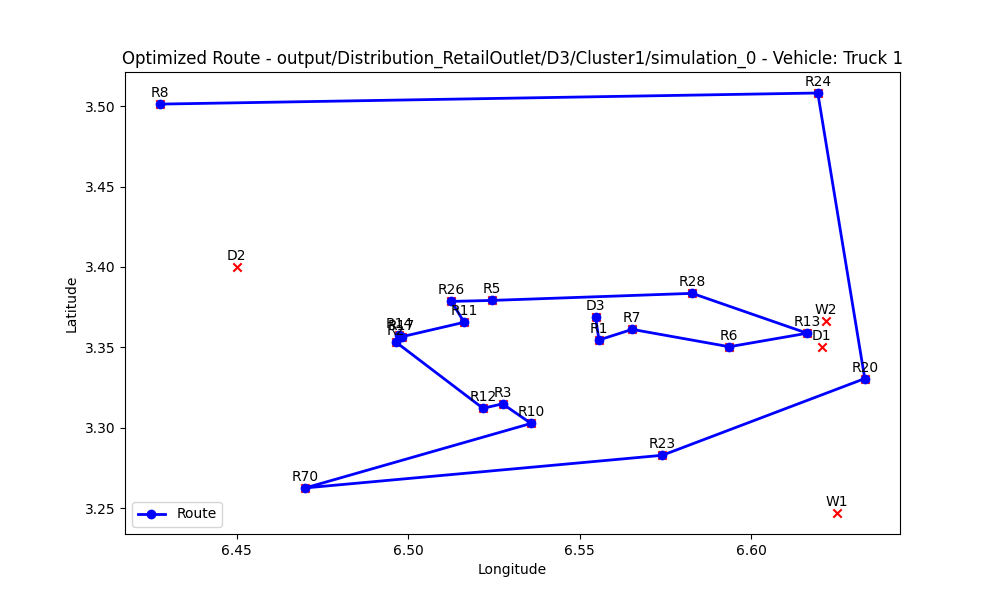 Optimized Route - output/Distribution_RetailOutlet/D3/Cluster1/simulation_0 - Vehicle: Truck 1
R24
R8
3.50
3.45
D2
3.40
R28
R5
R26
D3
W2
R11
R7
R13
R14
R17
R1
R6
D1
3.35
Latitude
R20
R3
R12
R10
3.30
R23
R70
W1
3.25
Route
6.45
6.50
6.55
6.60
Longitude